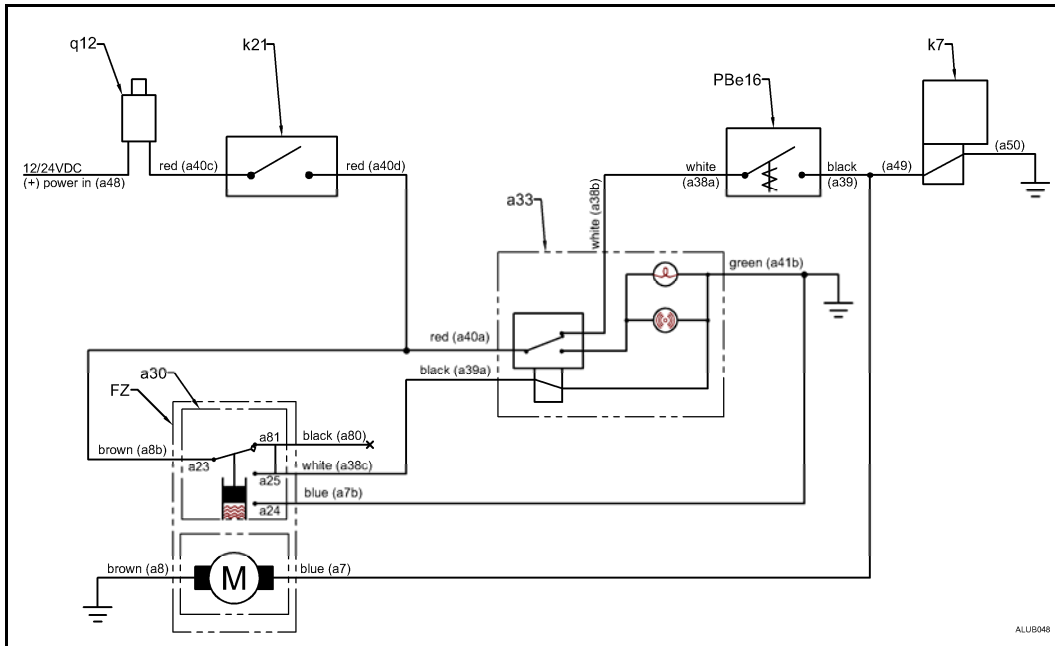 q12
k21
k7
PBe16
12/24VDC
(+) power in (a48)
red (a40c)
red (a40d)
white
(a38a)
black
(a39)
(a49)
(a50)
a33
white (a38b)
green (a41b)
red (a40a)
black (a39a)
a30
FZ
brown (a8b)
a23
a81
black (a80)
a25
white (a38c)
a24
blue (a7b)
brown (a8)
M
blue (a7)
ALUB048